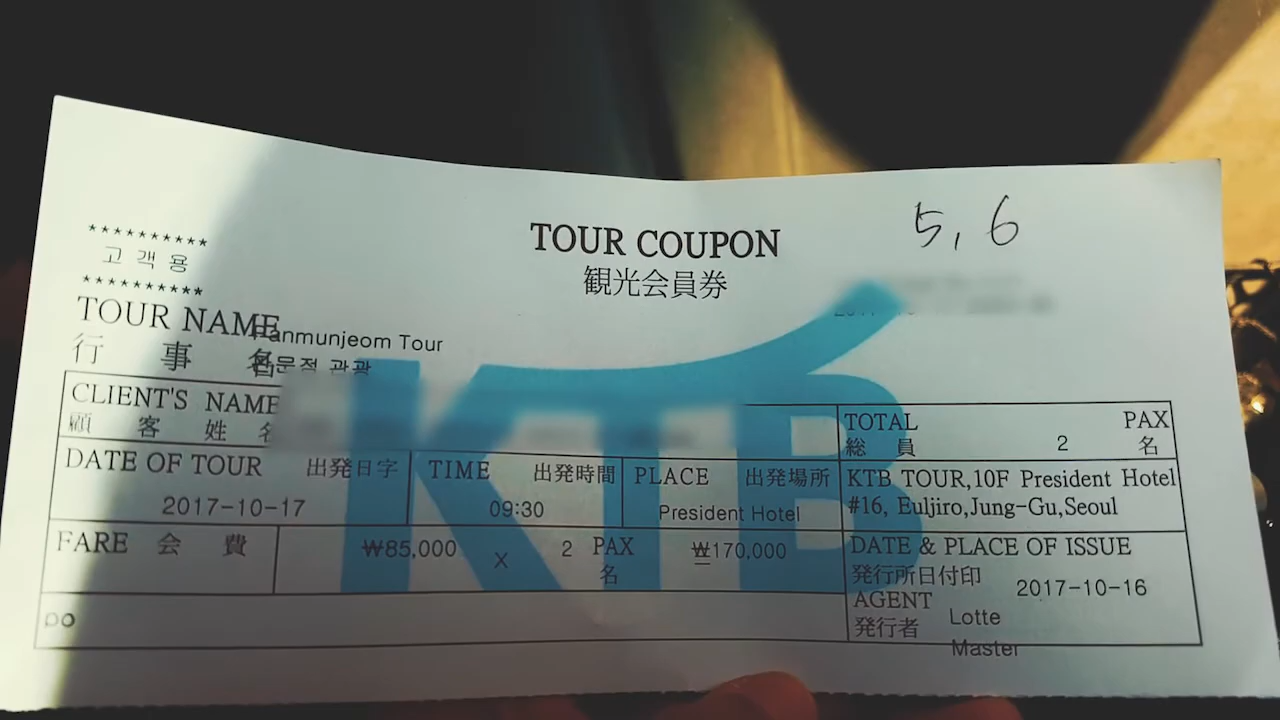 5, 6
**********
고 객 용
**********
TOUR COUPON
観光会員券
TOUR NAME Panmunjeom Tour
行 事 名 판문점 관광
KTB
CLIENT'S NAME
顧 客 姓 名
TOTAL PAX
総 員 2 名
DATE OF TOUR 出発日字
2017-10-17
TIME 出発時間
09:30
PLACE 出発場所
President Hotel
KTB TOUR,10F President Hotel
#16, Euljiro,Jung-Gu,Seoul
FARE 会 費 ₩85,000 X 2 PAX 名 ₩170,000
DATE & PLACE OF ISSUE
発行所日付印 2017-10-16
AGENT Lotte
発行者 Master